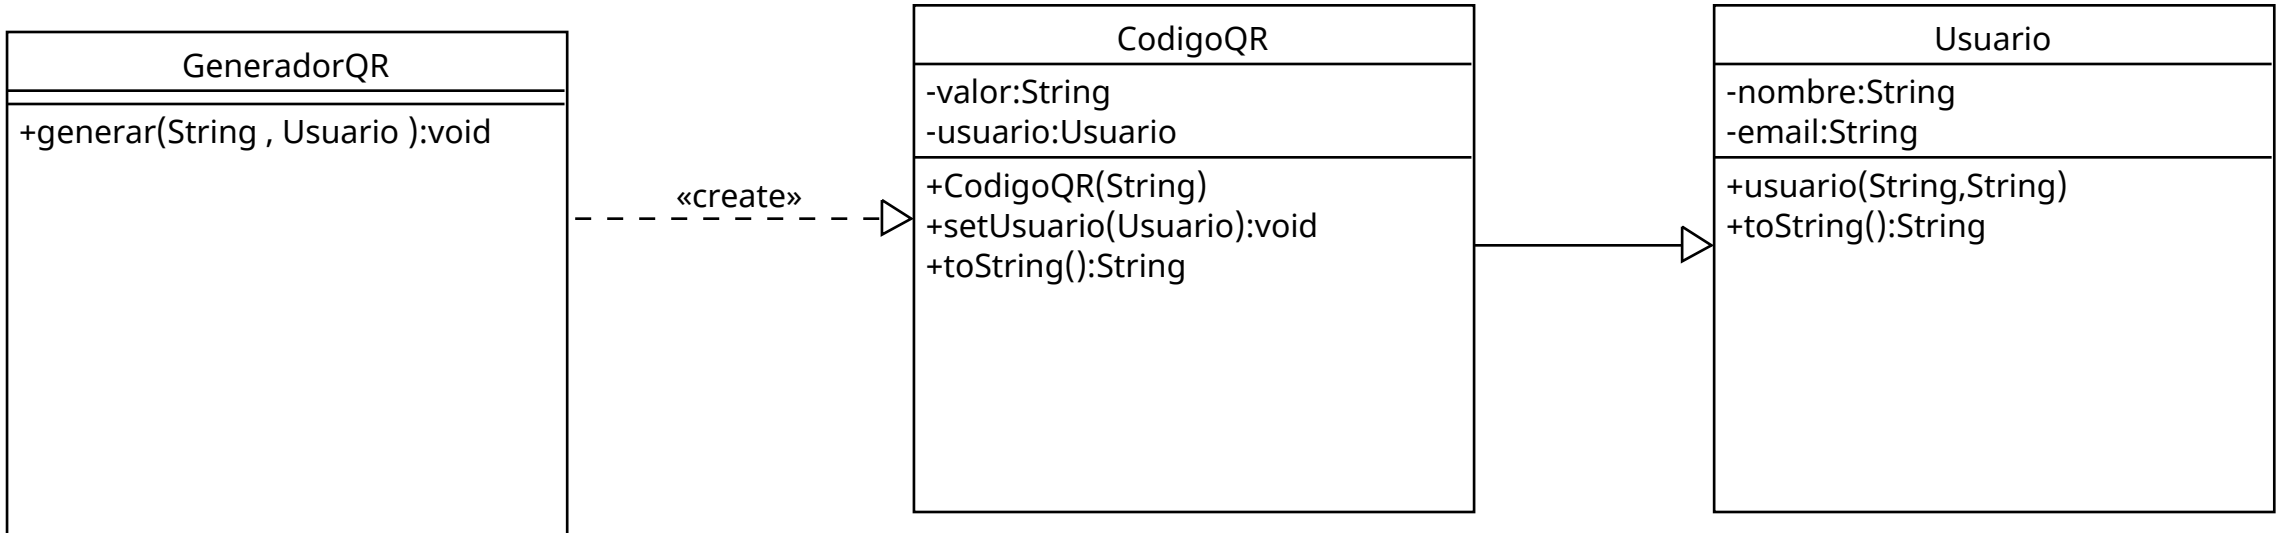 GeneradorQR
+generar(String , Usuario ):void
«create»
CodigoQR
-valor:String
-usuario:Usuario
+CodigoQR(String)
+setUsuario(Usuario):void
+toString():String
Usuario
-nombre:String
-email:String
+usuario(String,String)
+toString():String